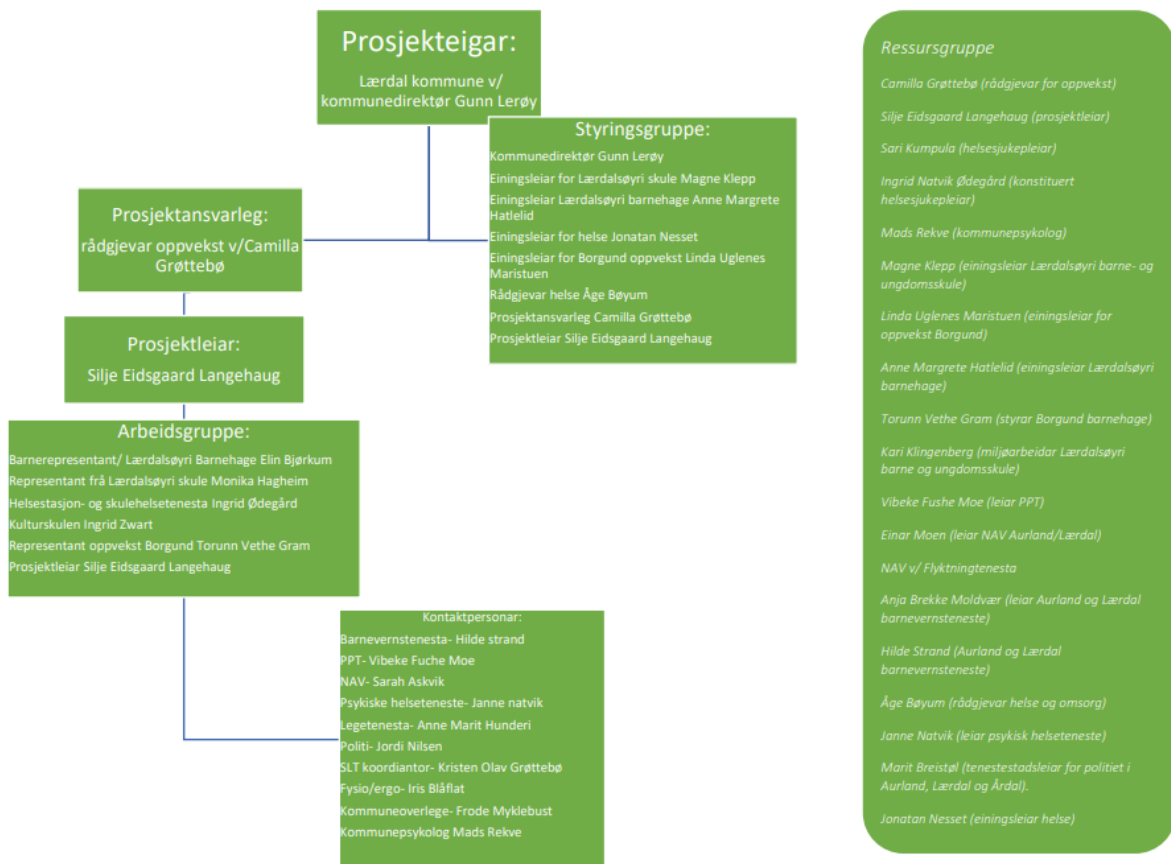 Prosjekteigar:
Lærdal kommune v/
kommunedirektør Gunn Lerøy
Styringsgruppe:
Kommunedirektør Gunn Lerøy
Einingsleiar for Lærdalsøyri skule Magne Klepp
Einingsleiar Lærdalsøyri barnehage Anne Margrete
Hatlelid
Einingsleiar for helse Jonatan Nesset
Einingsleiar for Borgund oppvekst Linda Uglenes
Maristuen
Rådgjevar helse Åge Bøyum
Prosjektansvarleg Camilla Grøttebø
Prosjektleiar Silje Eidsgaard Langehaug
Prosjektansvarleg:
rådgjevar oppvekst v/Camilla
Grøttebø
Prosjektleiar:
Silje Eidsgaard Langehaug
Arbeidsgruppe:
Barnerepresentant/ Lærdalsøyri Barnehage Elin Bjørkum
Representant frå Lærdalsøyri skule Monika Hagheim
Helsestasjon- og skulehelsetenesta Ingrid Ødegård
Kulturskulen Ingrid Zwart
Representant oppvekst Borgund Torunn Vethe Gram
Prosjektleiar Silje Eidsgaard Langehaug
Kontaktpersonar:
Barnevernstenesta- Hilde strand
PPT- Vibeke Fuche Moe
NAV- Sarah Askvik
Psykiske helseteneste- Janne natvik
Legetenesta- Anne Marit Hunderi
Politi- Jordi Nilsen
SLT koordiantor- Kristen Olav Grøttebø
Fysio/ergo- Iris Blåflat
Kommuneoverlege- Frode Myklebust
Kommunepsykolog Mads Rekve
Ressursgruppe
Camilla Grøttebø (rådgjevar for oppvekst)
Silje Eidsgaard Langehaug (prosjektleiar)
Sari Kumpula (helsesjukepleiar)
Ingrid Natvik Ødegård (konstituert
helsesjukepleiar)
Mads Rekve (kommunepsykolog)
Magne Klepp (einingsleiar Lærdalsøyri barne- og
ungdomsskule)
Linda Uglenes Maristuen (einingsleiar for
oppvekst Borgund)
Anne Margrete Hatlelid (einingsleiar Lærdalsøyri
barnehage)
Torunn Vethe Gram (styrar Borgund barnehage)
Kari Klingenberg (miljøarbeidar Lærdalsøyri
barne og ungdomsskule)
Vibeke Fushe Moe (leiar PPT)
Einar Moen (leiar NAV Aurland/Lærdal)
NAV v/ Flyktningtenesta
Anja Brekke Moldvær (leiar Aurland og Lærdal
barnevernsteneste)
Hilde Strand (Aurland og Lærdal
barnevernsteneste)
Åge Bøyum (rådgjevar helse og omsorg)
Janne Natvik (leiar psykisk helseteneste)
Marit Breistøl (tenestestadsleiar for politiet i
Aurland, Lærdal og Årdal).
Jonatan Nesset (einingsleiar helse)